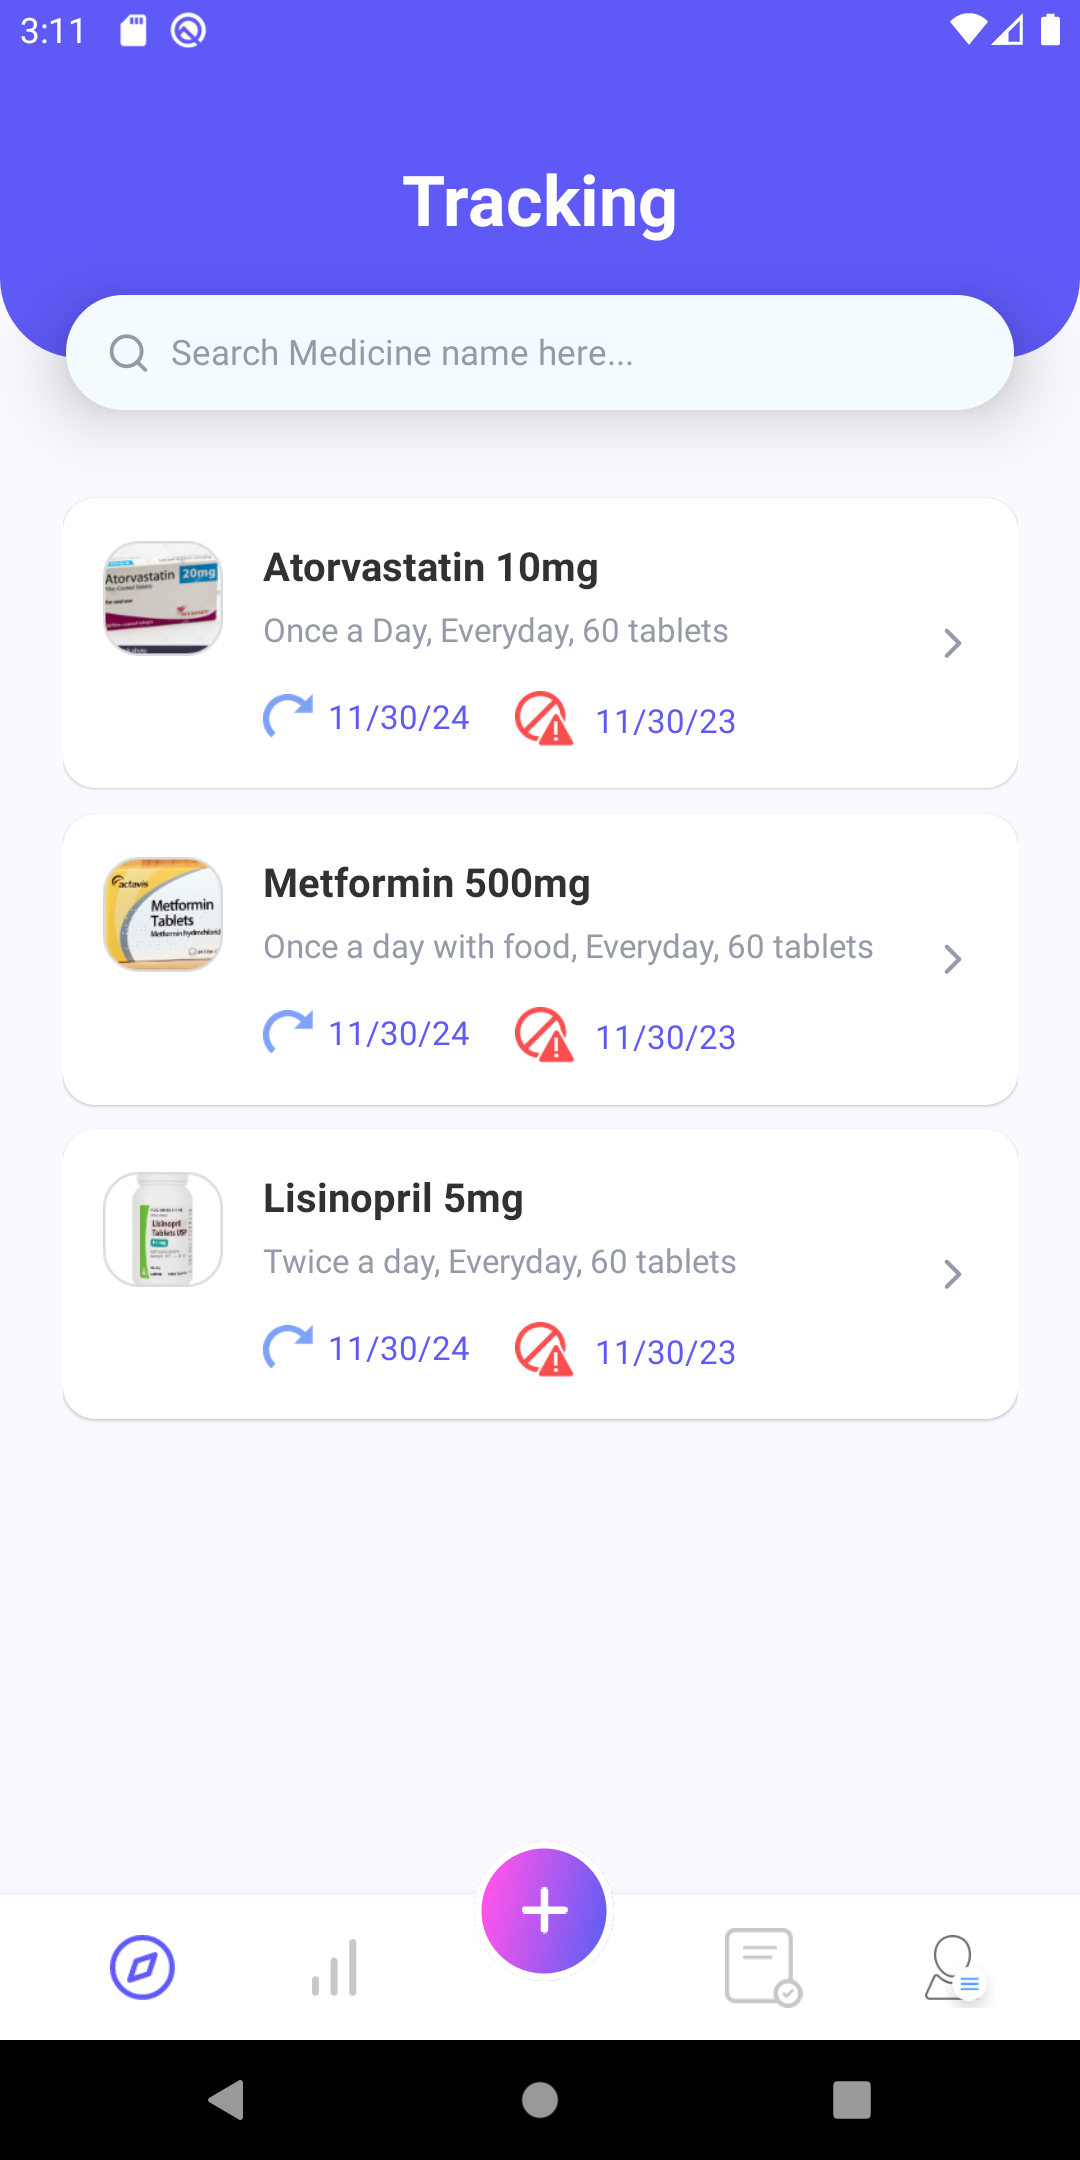 3:11
Tracking
Search Medicine name here...
Atorvastatin 20mg
Atorvastatin 10mg
Once a Day, Everyday, 60 tablets
11/30/24 11/30/23
actavis
Metformin
Tablets
Metformin hydrochlorid
Metformin 500mg
Once a day with food, Everyday, 60 tablets
11/30/24 11/30/23
Lisinopril
Tablets USP
Lisinopril 5mg
Twice a day, Everyday, 60 tablets
11/30/24 11/30/23